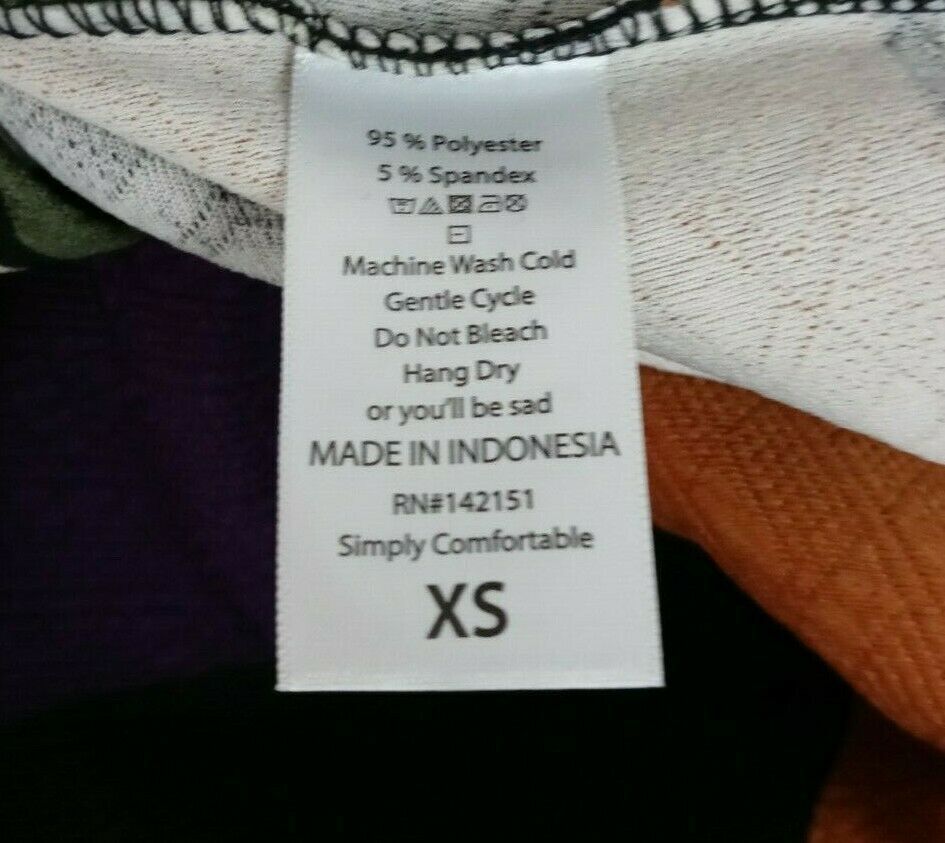 95 % Polyester
5 % Spandex
Machine Wash Cold
Gentle Cycle
Do Not Bleach
Hang Dry
or you'll be sad
MADE IN INDONESIA
RN#142151
Simply Comfortable
XS